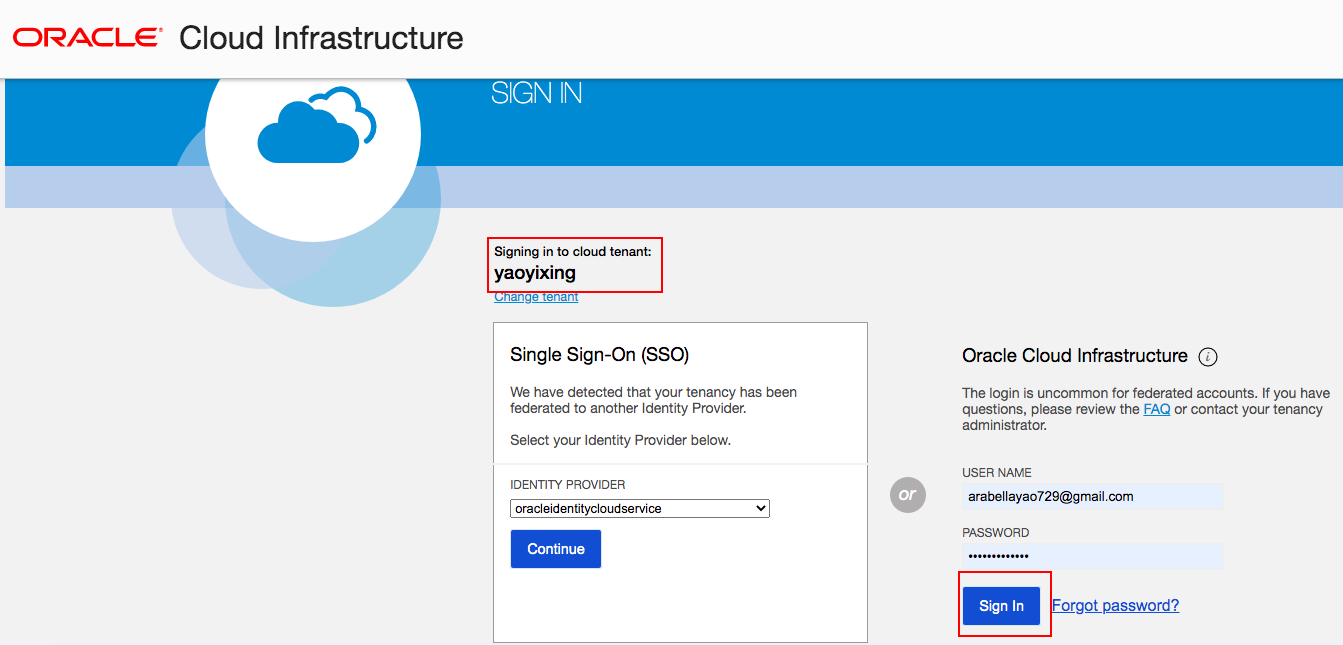 ORACLE® Cloud Infrastructure
SIGN IN
Signing in to cloud tenant:
yaoyixing
Change tenant
Single Sign-On (SSO)
We have detected that your tenancy has been
federated to another Identity Provider.
Select your Identity Provider below.
IDENTITY PROVIDER
oracleidentitycloudservice
Continue
or
Oracle Cloud Infrastructure i
The login is uncommon for federated accounts. If you have
questions, please review the FAQ or contact your tenancy
administrator.
USER NAME
arabellayao729@gmail.com
PASSWORD
•••••••••••••
Sign In Forgot password?